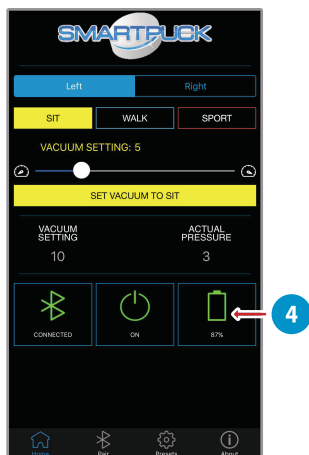 SMARTPUCK
Left Right
SIT WALK SPORT
VACUUM SETTING: 5
SET VACUUM TO SIT
VACUUM SETTING
ACTUAL PRESSURE
10 3
CONNECTED ON 87%
4
Home Pair Presets About